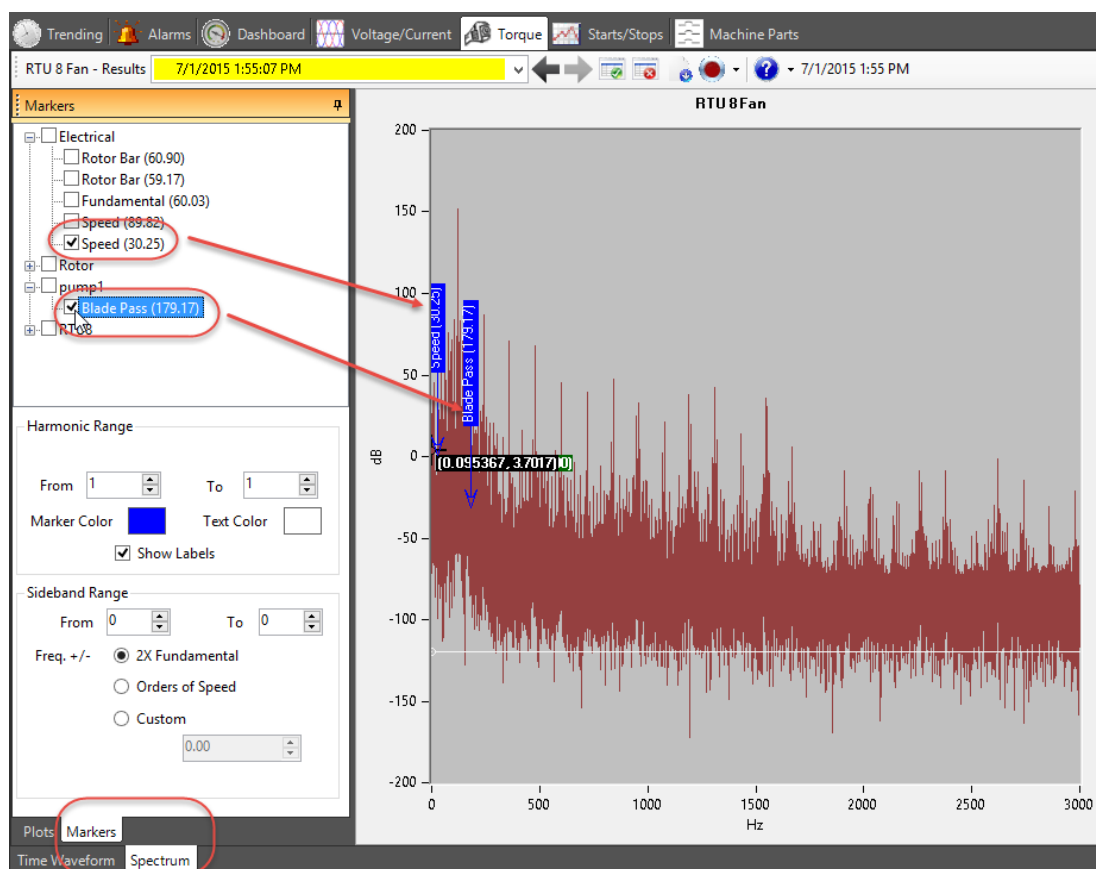 Trending Alarms Dashboard Voltage/Current Torque Starts/Stops Machine Parts
RTU 8 Fan - Results 7/1/2015 1:55:07 PM 7/1/2015 1:55 PM
Markers
Electrical
Rotor Bar (60.90)
Rotor Bar (59.17)
Fundamental (60.03)
Speed (89.82)
Speed (30.25)
Rotor
pump1
Blade Pass (179.17)
RTU8
Harmonic Range
From 1 To 1
Marker Color Text Color
Show Labels
Sideband Range
From 0 To 0
Freq. +/- 2X Fundamental
Orders of Speed
Custom
0.00
Plots Markers
Time Waveform Spectrum
RTU 8 Fan
200
150
100
50
0
-50
-100
-150
-200
dB
Speed (30.25)
Blade Pass (179.17)
(0.095367, 3.7017)
0 500 1000 1500 2000 2500 3000
Hz